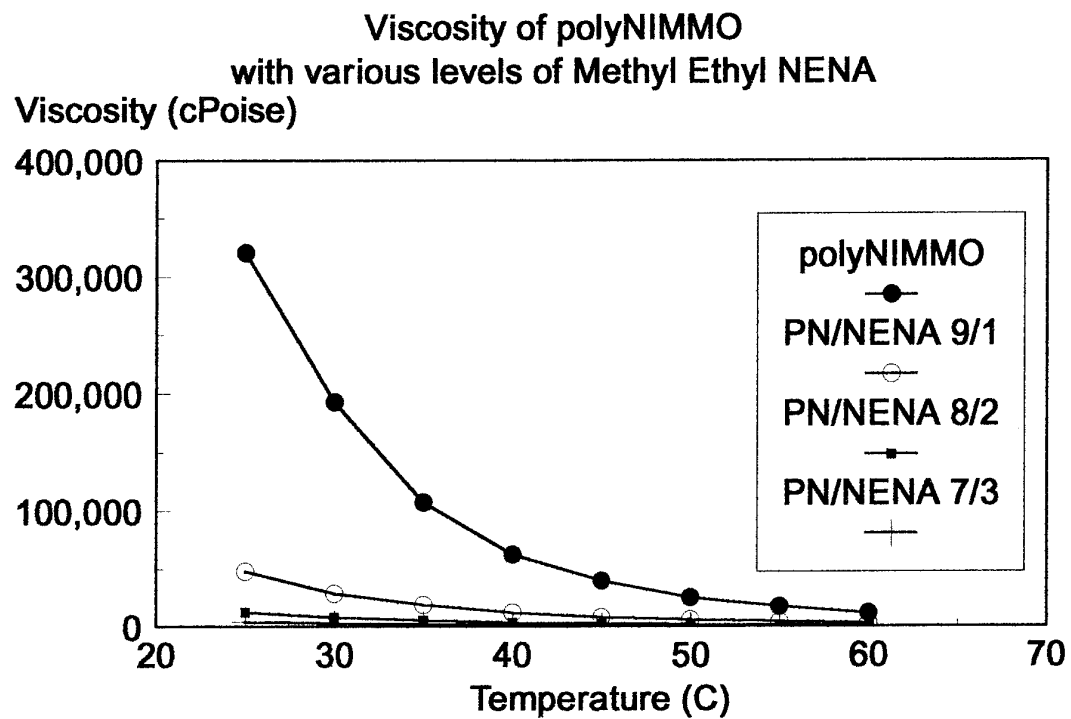 Viscosity of polyNIMMO
with various levels of Methyl Ethyl NENA
Viscosity (cPoise)
400,000
300,000
200,000
100,000
0
polyNIMMO
PN/NENA 9/1
PN/NENA 8/2
PN/NENA 7/3
20 30 40 50 60 70
Temperature (C)